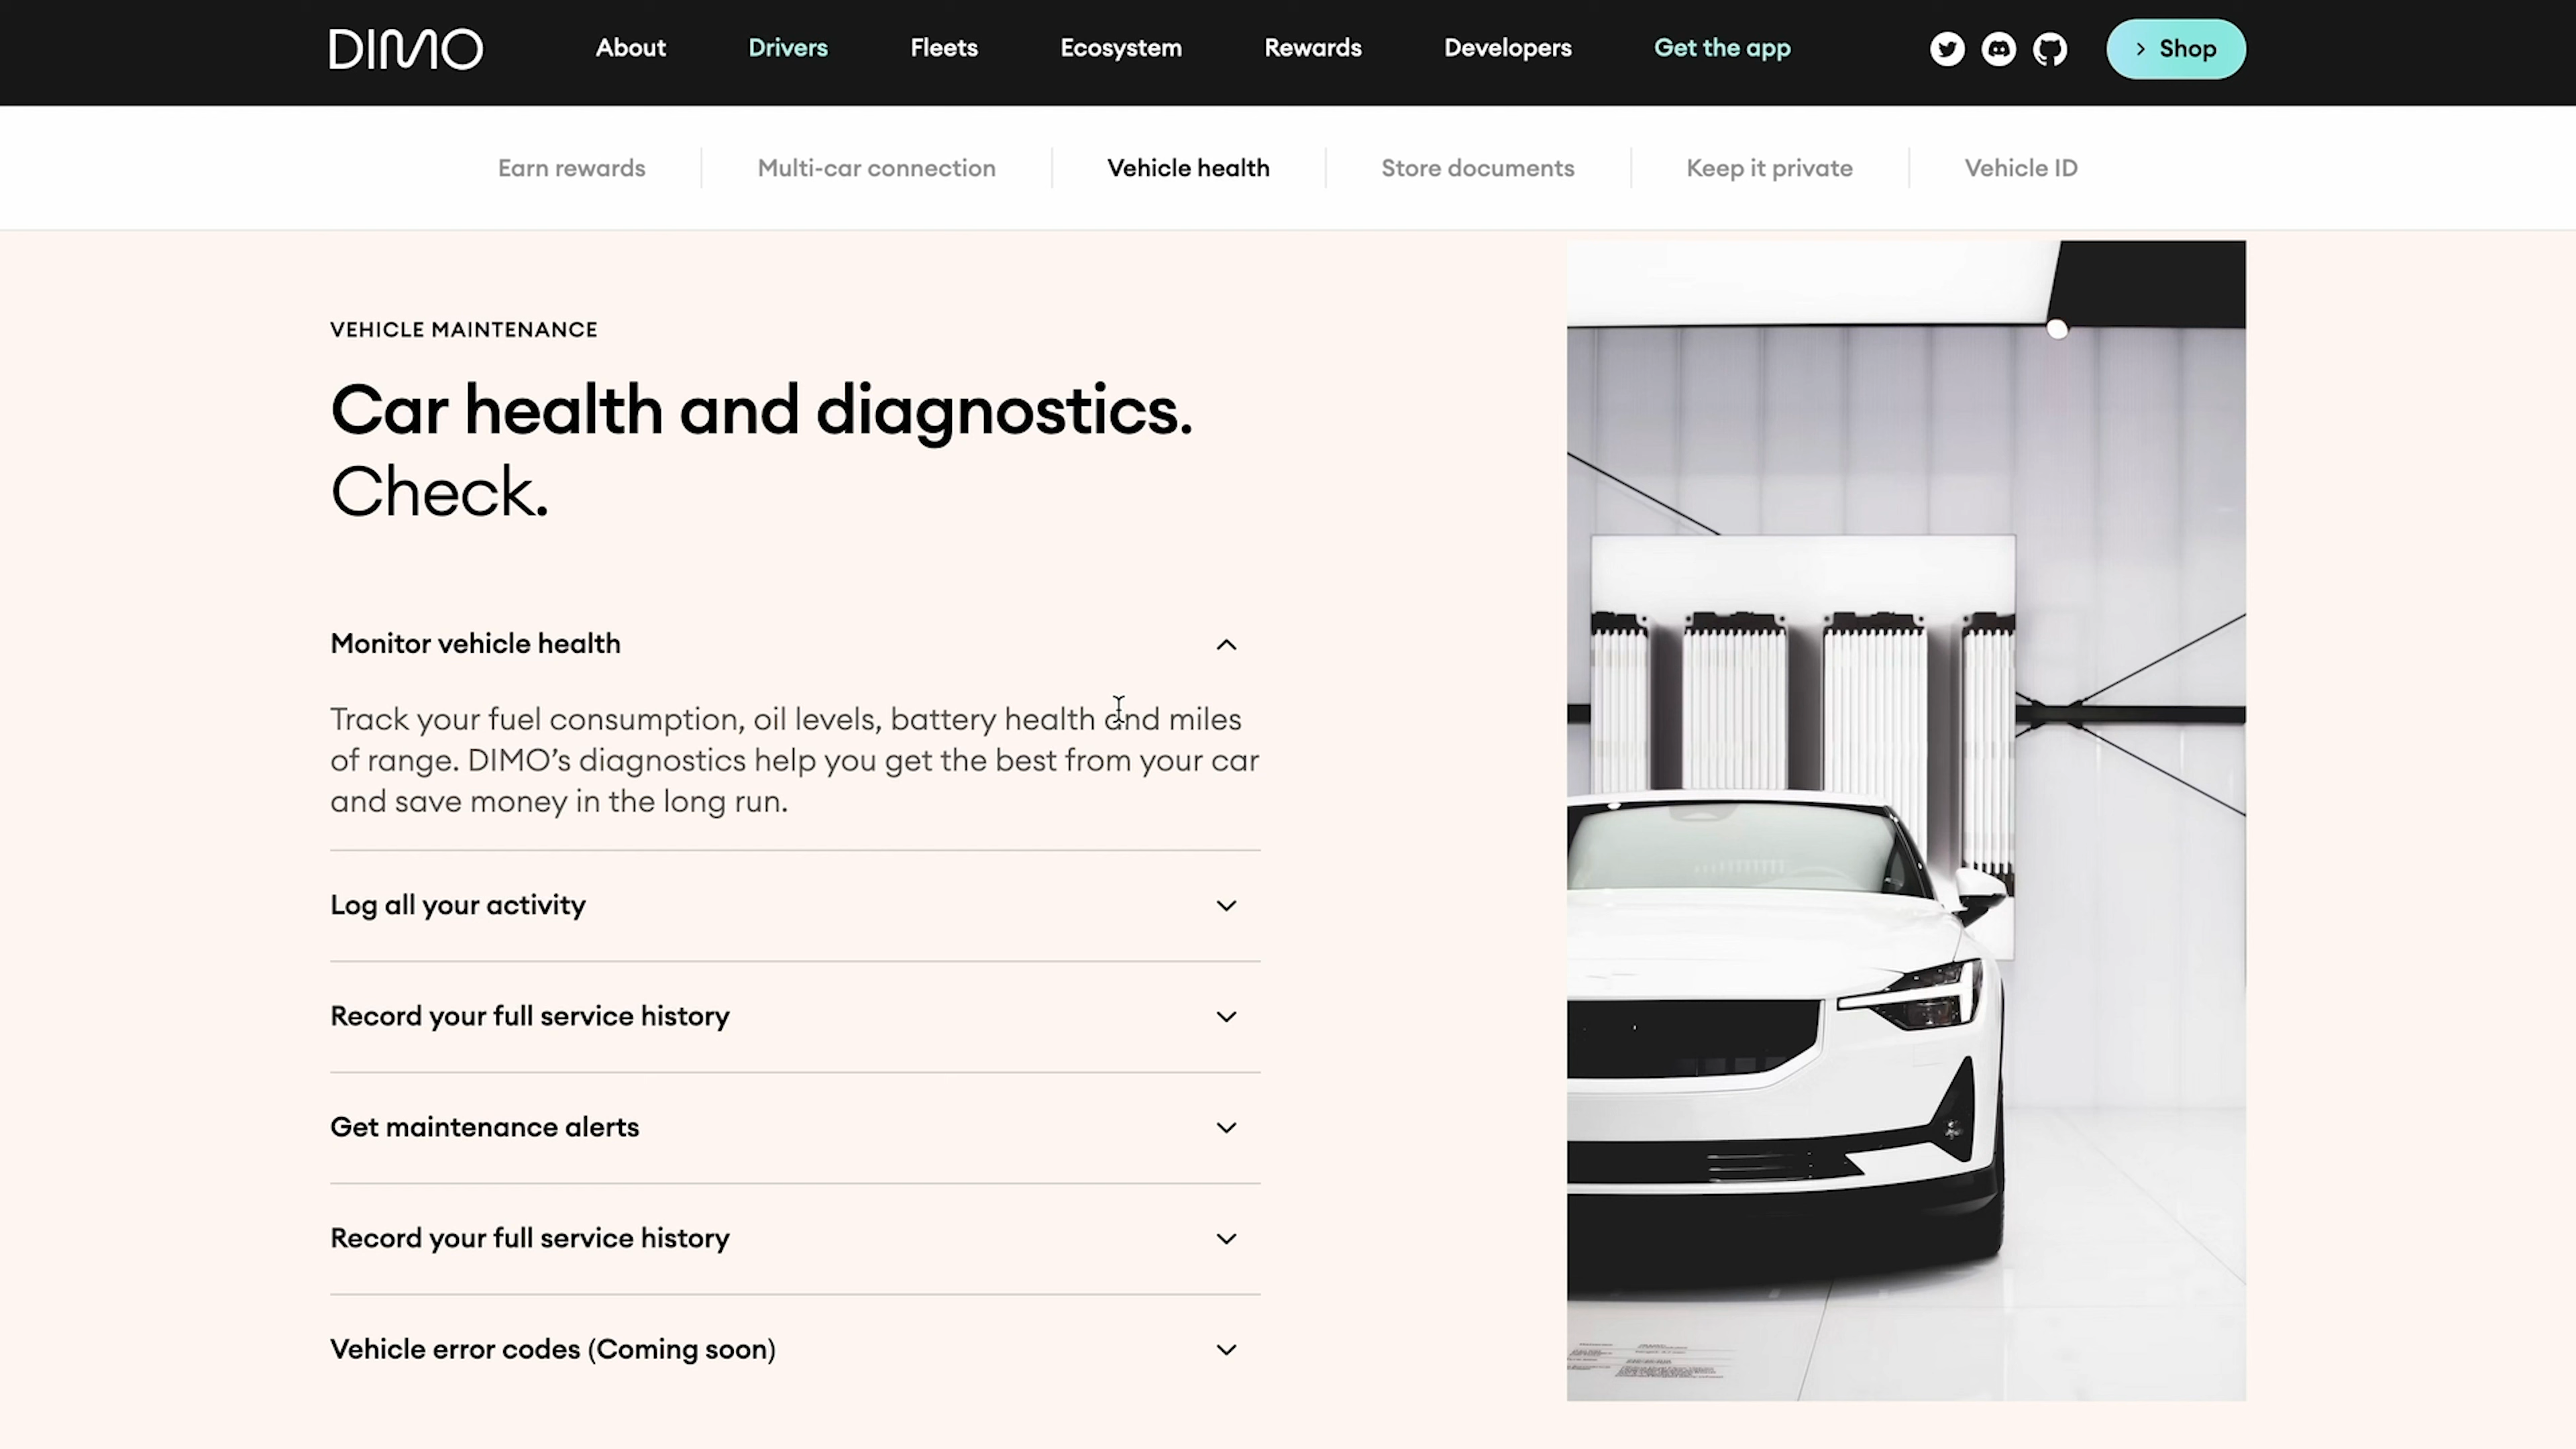 DIMO
About
Drivers
Fleets
Ecosystem
Rewards
Developers
Get the app
Shop
Earn rewards
Multi-car connection
Vehicle health
Store documents
Keep it private
Vehicle ID
VEHICLE MAINTENANCE
Car health and diagnostics.
Check.
Monitor vehicle health
Track your fuel consumption, oil levels, battery health and miles
of range. DIMO’s diagnostics help you get the best from your car
and save money in the long run.
Log all your activity
Record your full service history
Get maintenance alerts
Record your full service history
Vehicle error codes (Coming soon)